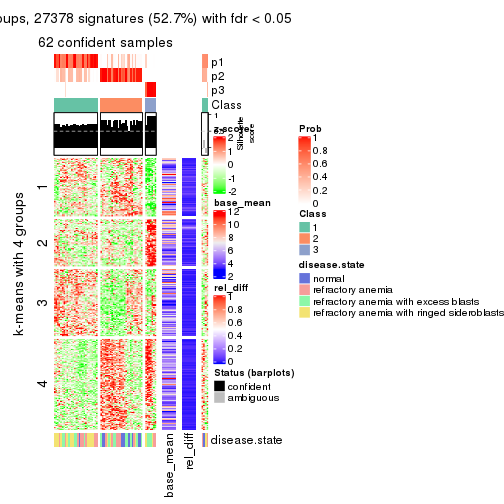 oups, 27378 signatures (52.7%) with fdr < 0.05
62 confident samples
p1
p2
p3
Class
1
0
Silhouette
score
z-score
2
1
0
-1
-2
base_mean
12
10
8
6
4
2
rel_diff
1
0.8
0.6
0.4
0.2
0
Status (barplots)
confident
ambiguous
Prob
1
0.8
0.6
0.4
0.2
0
Class
1
2
3
disease.state
normal
refractory anemia
refractory anemia with excess blasts
refractory anemia with ringed sideroblasts
k-means with 4 groups
1
2
3
4
disease.state
base_mean
rel_diff